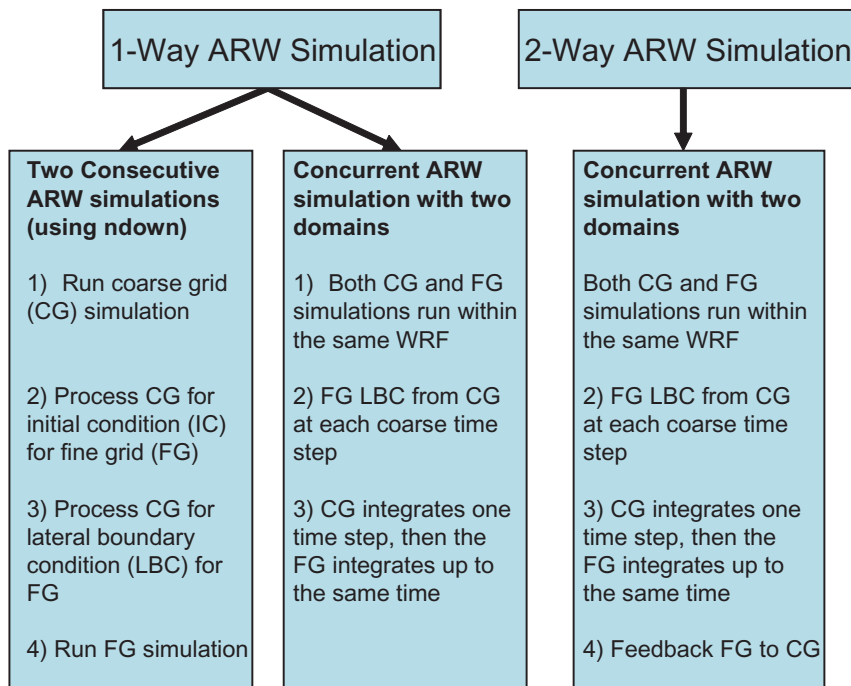 1-Way ARW Simulation
2-Way ARW Simulation
Two Consecutive
ARW simulations
(using ndown)
1) Run coarse grid
(CG) simulation
2) Process CG for
initial condition (IC)
for fine grid (FG)
3) Process CG for
lateral boundary
condition (LBC) for
FG
4) Run FG simulation
Concurrent ARW
simulation with two
domains
1) Both CG and FG
simulations run within
the same WRF
2) FG LBC from CG
at each coarse time
step
3) CG integrates one
time step, then the
FG integrates up to
the same time
Concurrent ARW
simulation with two
domains
Both CG and FG
simulations run within
the same WRF
2) FG LBC from CG
at each coarse time
step
3) CG integrates one
time step, then the
FG integrates up to
the same time
4) Feedback FG to CG